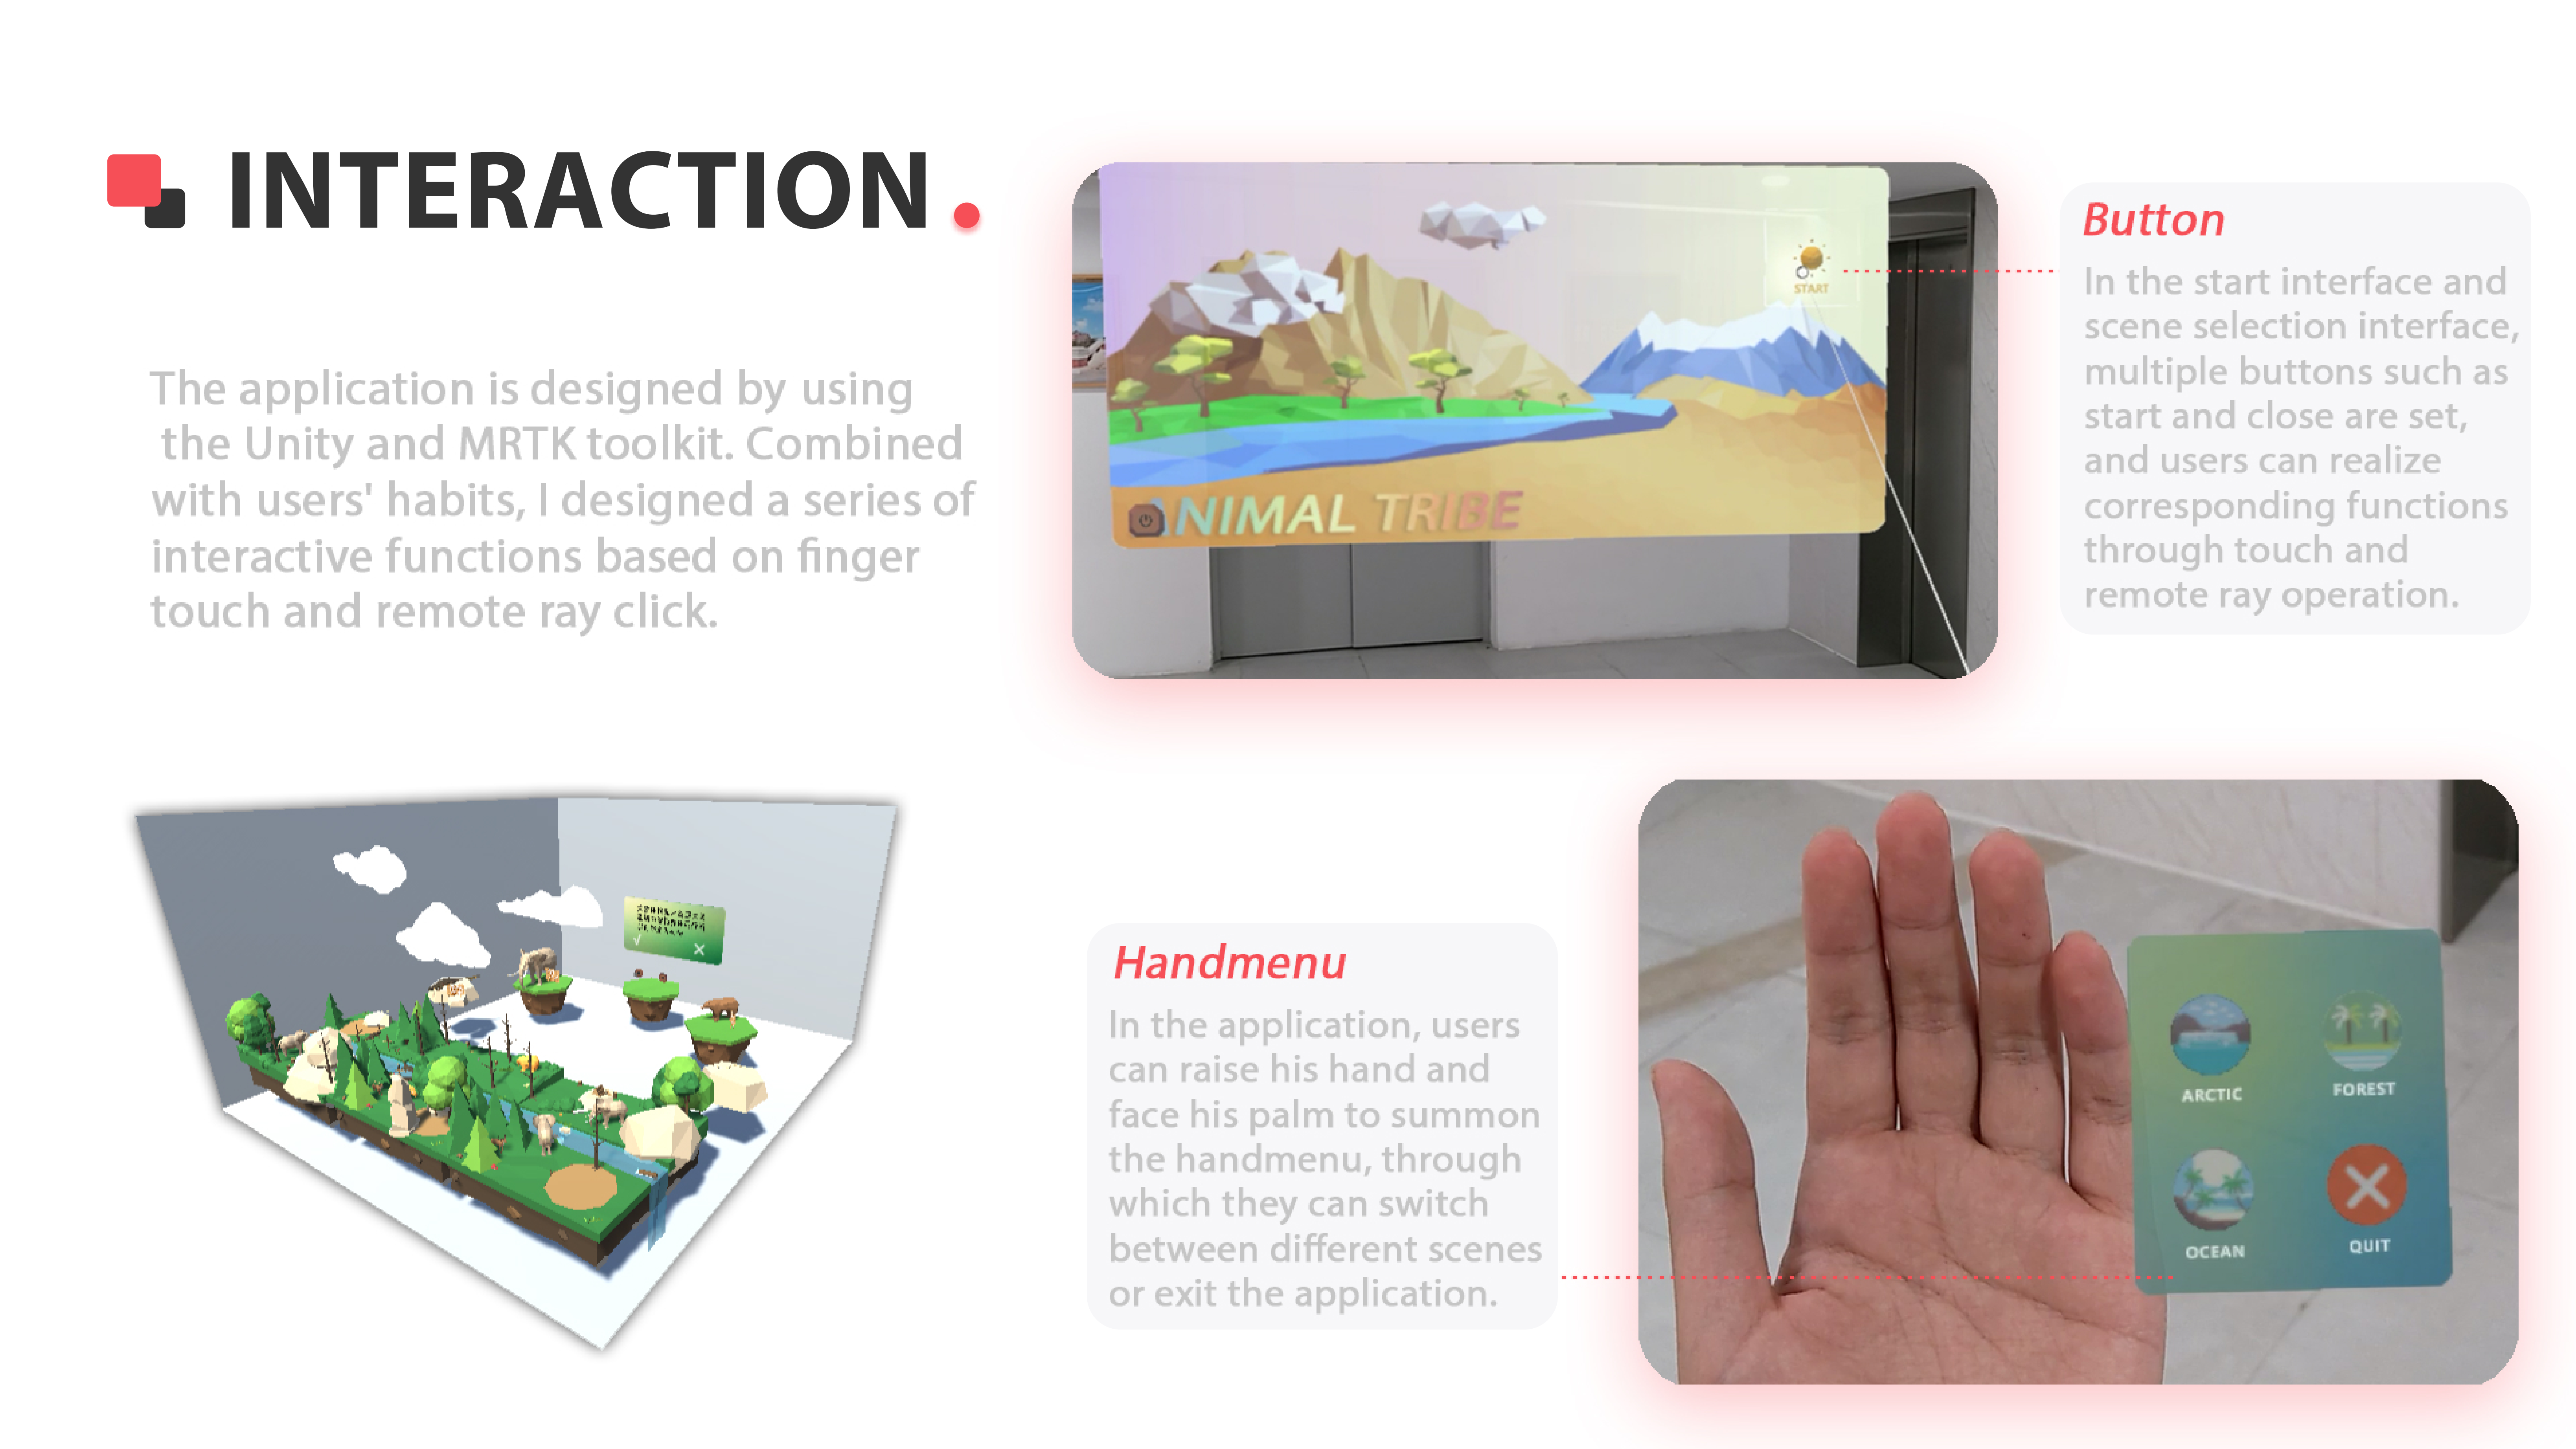 INTERACTION.
The application is designed by using
the Unity and MRTK toolkit. Combined
with users' habits, I designed a series of
interactive functions based on finger
touch and remote ray click.
START
ANIMAL TRIBE
Button
In the start interface and
scene selection interface,
multiple buttons such as
start and close are set,
and users can realize
corresponding functions
through touch and
remote ray operation.
Handmenu
In the application, users
can raise his hand and
face his palm to summon
the handmenu, through
which they can switch
between different scenes
or exit the application.
ARCTIC
FOREST
OCEAN
QUIT